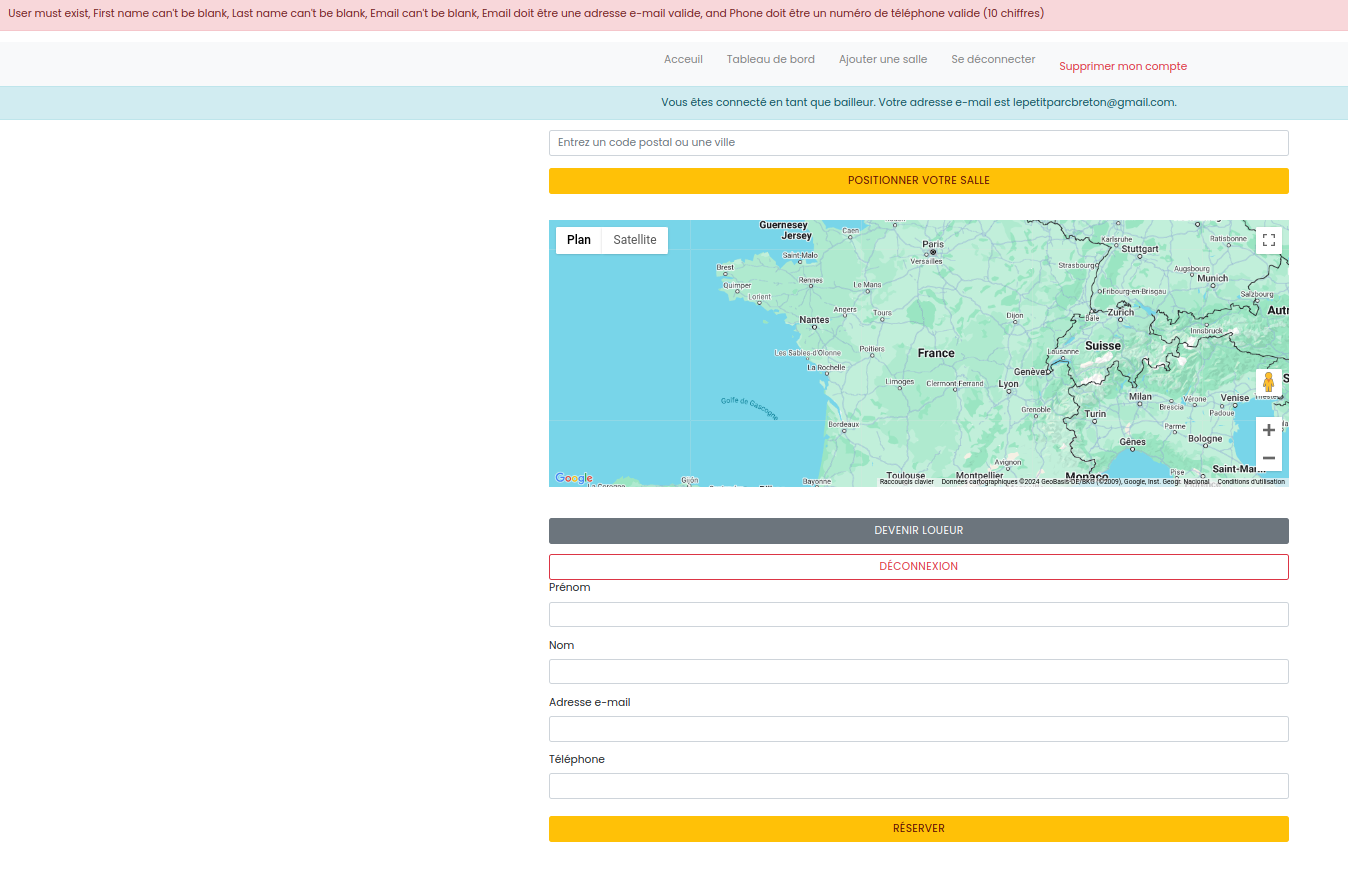 User must exist, First name can't be blank, Last name can't be blank, Email can't be blank, Email doit être une adresse e-mail valide, and Phone doit être un numéro de téléphone valide (10 chiffres)
Acceuil Tableau de bord Ajouter une salle Se déconnecter Supprimer mon compte
Vous êtes connecté en tant que bailleur. Votre adresse e-mail est lepetitparcbreton@gmail.com.
Entrez un code postal ou une ville
POSITIONNER VOTRE SALLE
Plan Satellite
Guernesey
Jersey
Caen
Paris
Versailles
Karlsruhe
Stuttgart
Ratisbonne
Saint-Malo
Strasbourg
Brest
Rennes
Le Mans
Augsbourg
Munich
Quimper
Lorient
Fribourg-en-Brisgau
Salzbourg
Angers
Tours
Nantes
Dijon
Bâle
Zurich
Innsbruck
Les Sables-d'Olonne
Poitiers
France
Lausanne
Suisse
La Rochelle
Genève
Limoges
Clermont-Ferrand
Lyon
Golfe de Gascogne
Grenoble
Milan
Brescia
Vérone
Venise
Padoue
Turin
Bordeaux
Parme
Gênes
Bologne
Avignon
Pise
Toulouse
Montpellier
Monaco
Gijón
Bayonne
Google
Raccourcis clavier Données cartographiques ©2024 GeoBasis-DE/BKG (©2009), Google, Inst. Geogr. Nacional Conditions d'utilisation
DEVENIR LOUEUR
DÉCONNEXION
Prénom
Nom
Adresse e-mail
Téléphone
RÉSERVER